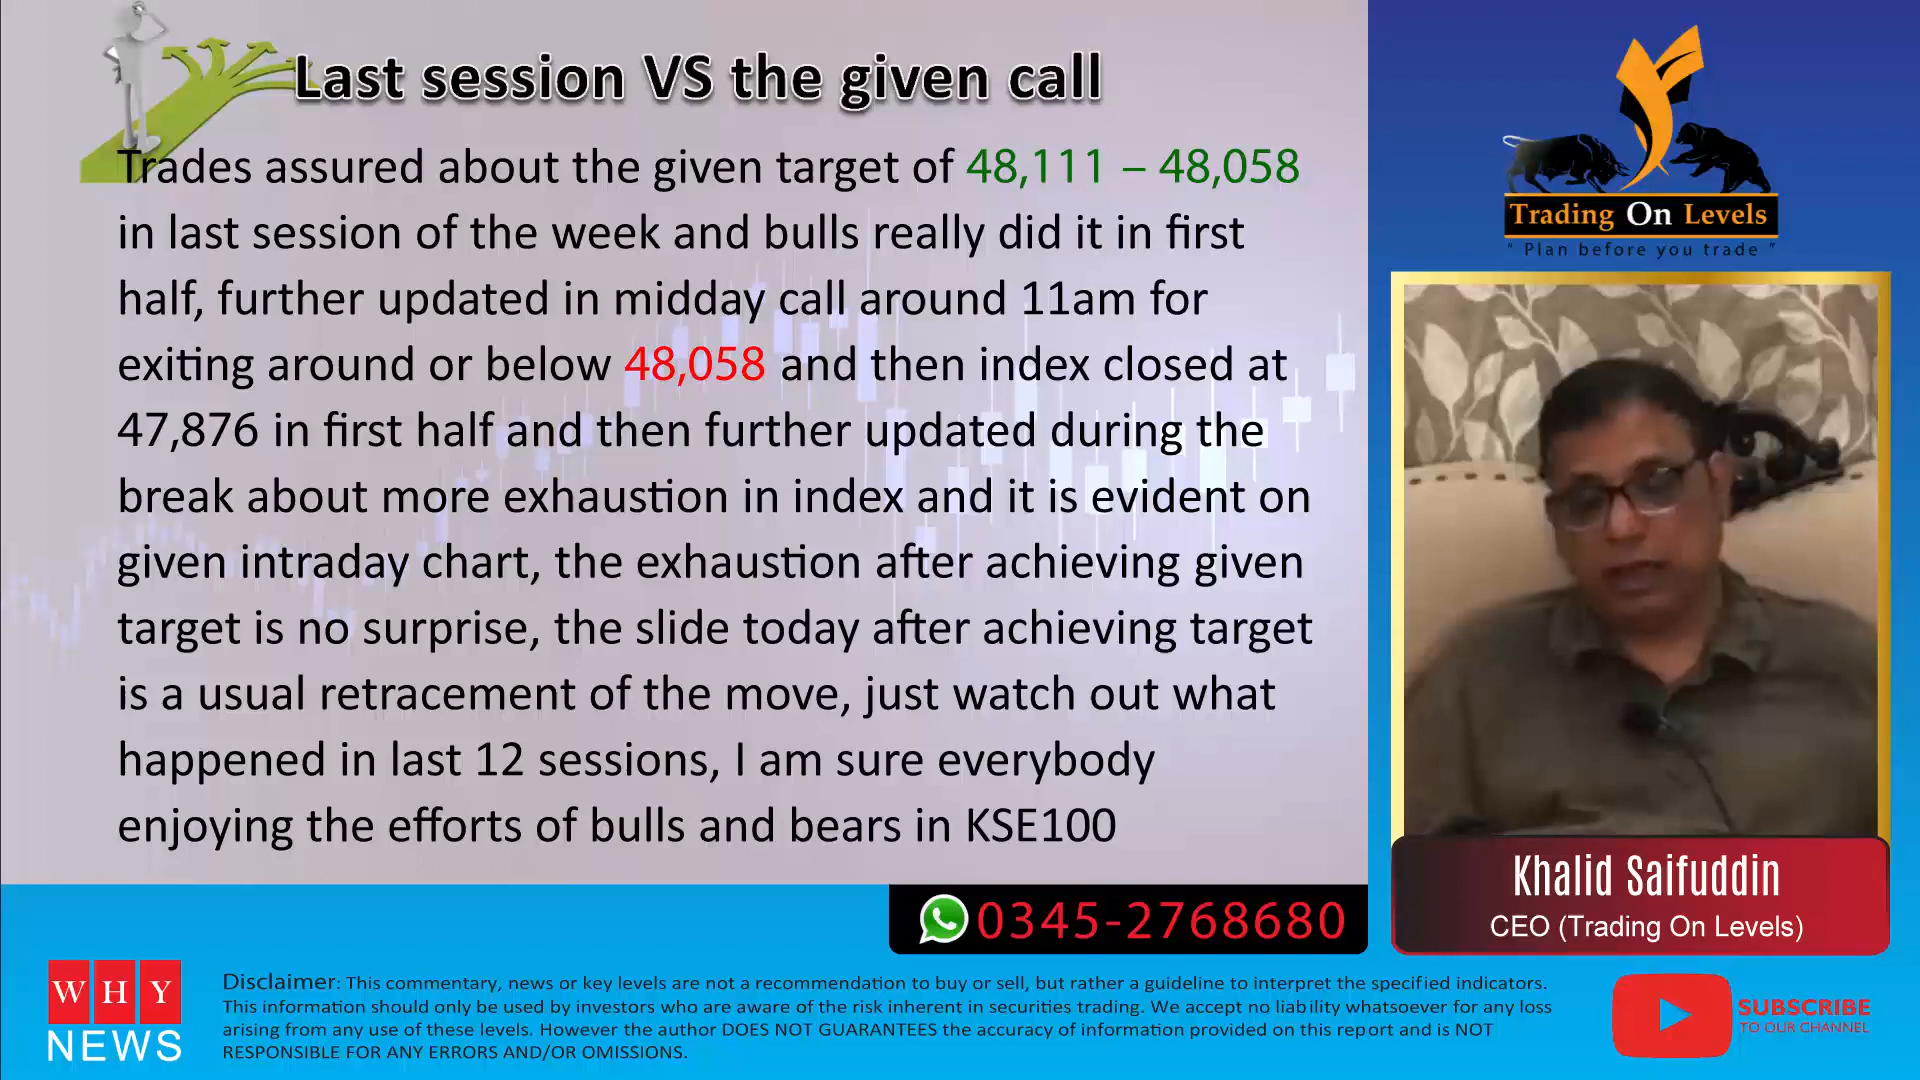 Last session VS the given call
Trades assured about the given target of 48,111 – 48,058
in last session of the week and bulls really did it in first
half, further updated in midday call around 11am for
exiting around or below 48,058 and then index closed at
47,876 in first half and then further updated during the
break about more exhaustion in index and it is evident on
given intraday chart, the exhaustion after achieving given
target is no surprise, the slide today after achieving target
is a usual retracement of the move, just watch out what
happened in last 12 sessions, I am sure everybody
enjoying the efforts of bulls and bears in KSE100
Trading On Levels
" Plan before you trade "
Khalid Saifuddin
CEO (Trading On Levels)
0345-2768680
WHY
NEWS
Disclaimer: This commentary, news or key levels are not a recommendation to buy or sell, but rather a guideline to interpret the specified indicators.
This information should only be used by investors who are aware of the risk inherent in securities trading. We accept no liability whatsoever for any loss
arising from any use of these levels. However the author DOES NOT GUARANTEES the accuracy of information provided on this report and is NOT
RESPONSIBLE FOR ANY ERRORS AND/OR OMISSIONS.
SUBSCRIBE
TO OUR CHANNEL